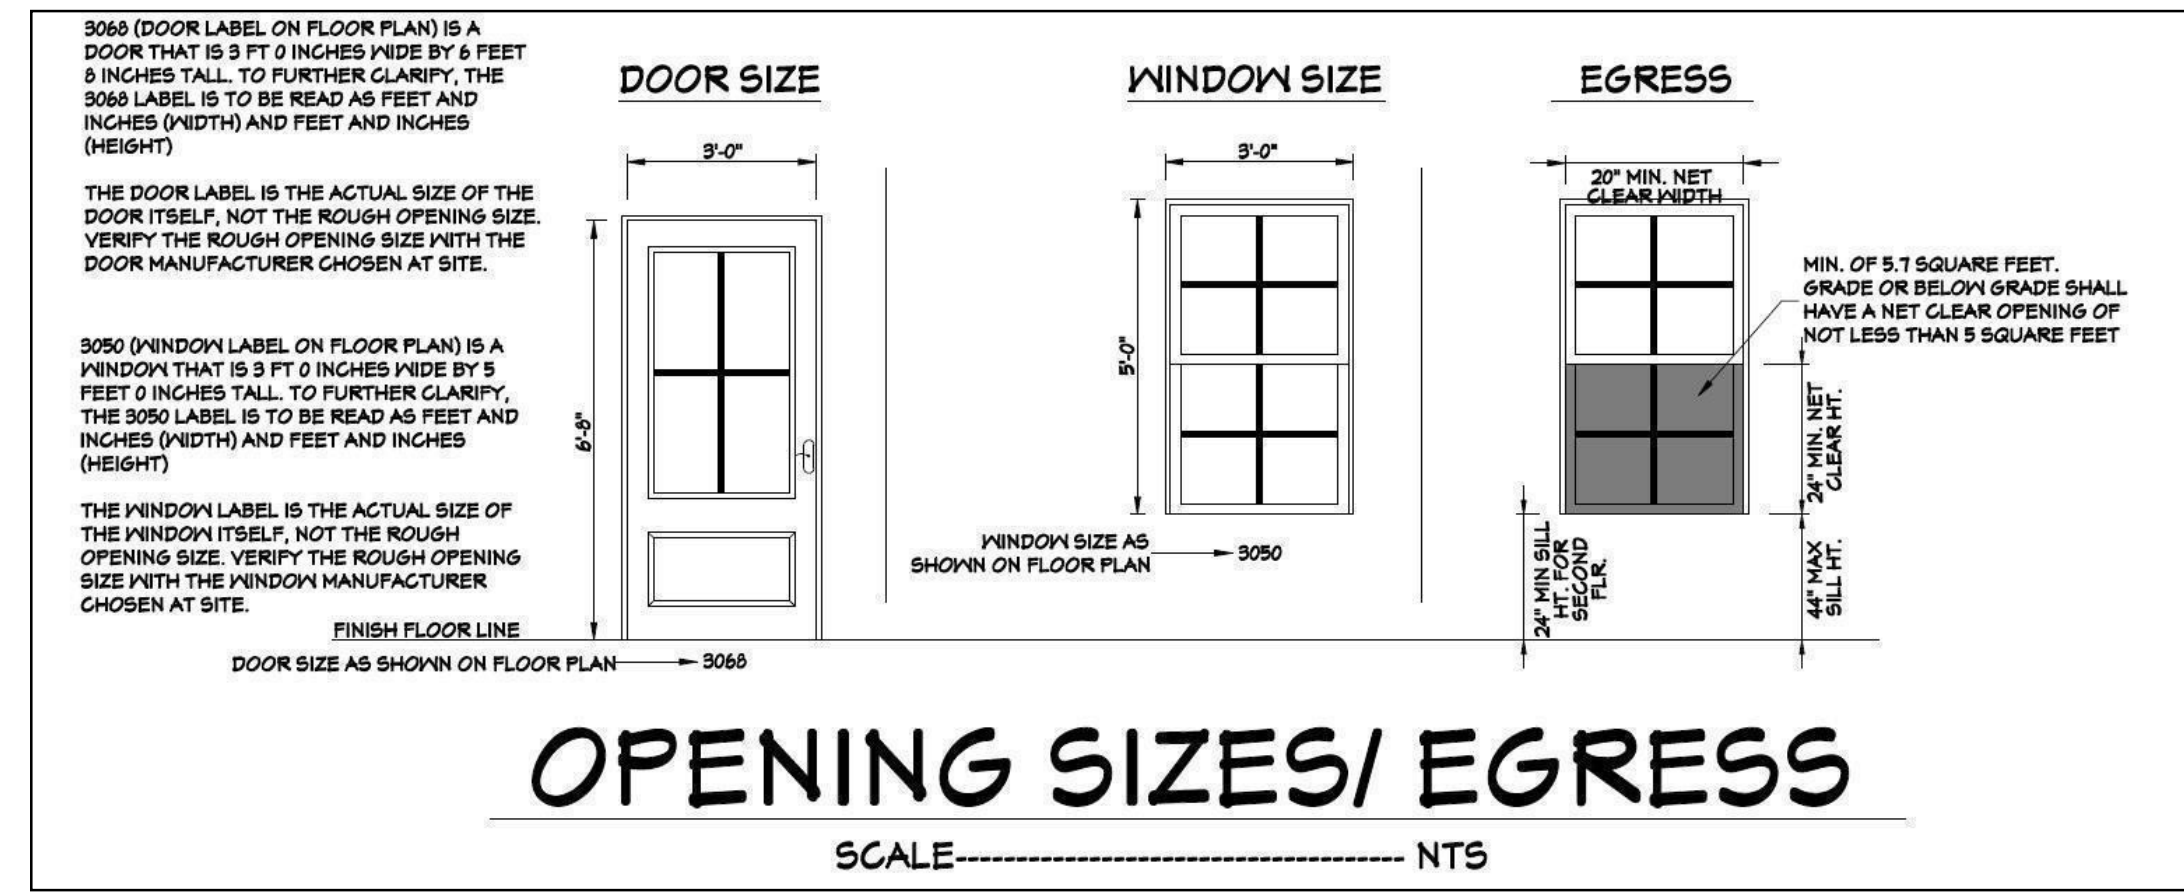 3068 (DOOR LABEL ON FLOOR PLAN) IS A
DOOR THAT IS 3 FT 0 INCHES WIDE BY 6 FEET
8 INCHES TALL. TO FURTHER CLARIFY, THE
3068 LABEL IS TO BE READ AS FEET AND
INCHES (WIDTH) AND FEET AND INCHES
(HEIGHT)
THE DOOR LABEL IS THE ACTUAL SIZE OF THE
DOOR ITSELF, NOT THE ROUGH OPENING SIZE.
VERIFY THE ROUGH OPENING SIZE WITH THE
DOOR MANUFACTURER CHOSEN AT SITE.
3050 (WINDOW LABEL ON FLOOR PLAN) IS A
WINDOW THAT IS 3 FT 0 INCHES WIDE BY 5
FEET 0 INCHES TALL. TO FURTHER CLARIFY,
THE 3050 LABEL IS TO BE READ AS FEET AND
INCHES (WIDTH) AND FEET AND INCHES
(HEIGHT)
THE WINDOW LABEL IS THE ACTUAL SIZE OF
THE WINDOW ITSELF, NOT THE ROUGH
OPENING SIZE. VERIFY THE ROUGH OPENING
SIZE WITH THE WINDOW MANUFACTURER
CHOSEN AT SITE.
FINISH FLOOR LINE
DOOR SIZE AS SHOWN ON FLOOR PLAN
3068
DOOR SIZE
3'-0"
6'-8"
WINDOW SIZE
3'-0"
5'-0"
WINDOW SIZE AS
SHOWN ON FLOOR PLAN
3050
EGRESS
20" MIN. NET
CLEAR WIDTH
MIN. OF 5.7 SQUARE FEET.
GRADE OR BELOW GRADE SHALL
HAVE A NET CLEAR OPENING OF
NOT LESS THAN 5 SQUARE FEET
24" MIN. NET
CLEAR HT.
24" MIN SILL
HT. FOR
SECOND
FLR.
44" MAX
SILL HT.
OPENING SIZES/ EGRESS
SCALE------------------------------------- NTS